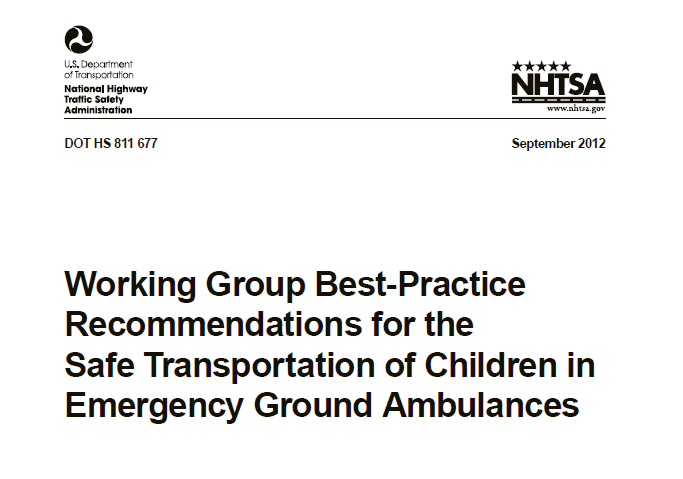 U.S. Department
of Transportation
National Highway
Traffic Safety
Administration
NHTSA
www.nhtsa.gov
DOT HS 811 677
September 2012
Working Group Best-Practice
Recommendations for the
Safe Transportation of Children in
Emergency Ground Ambulances